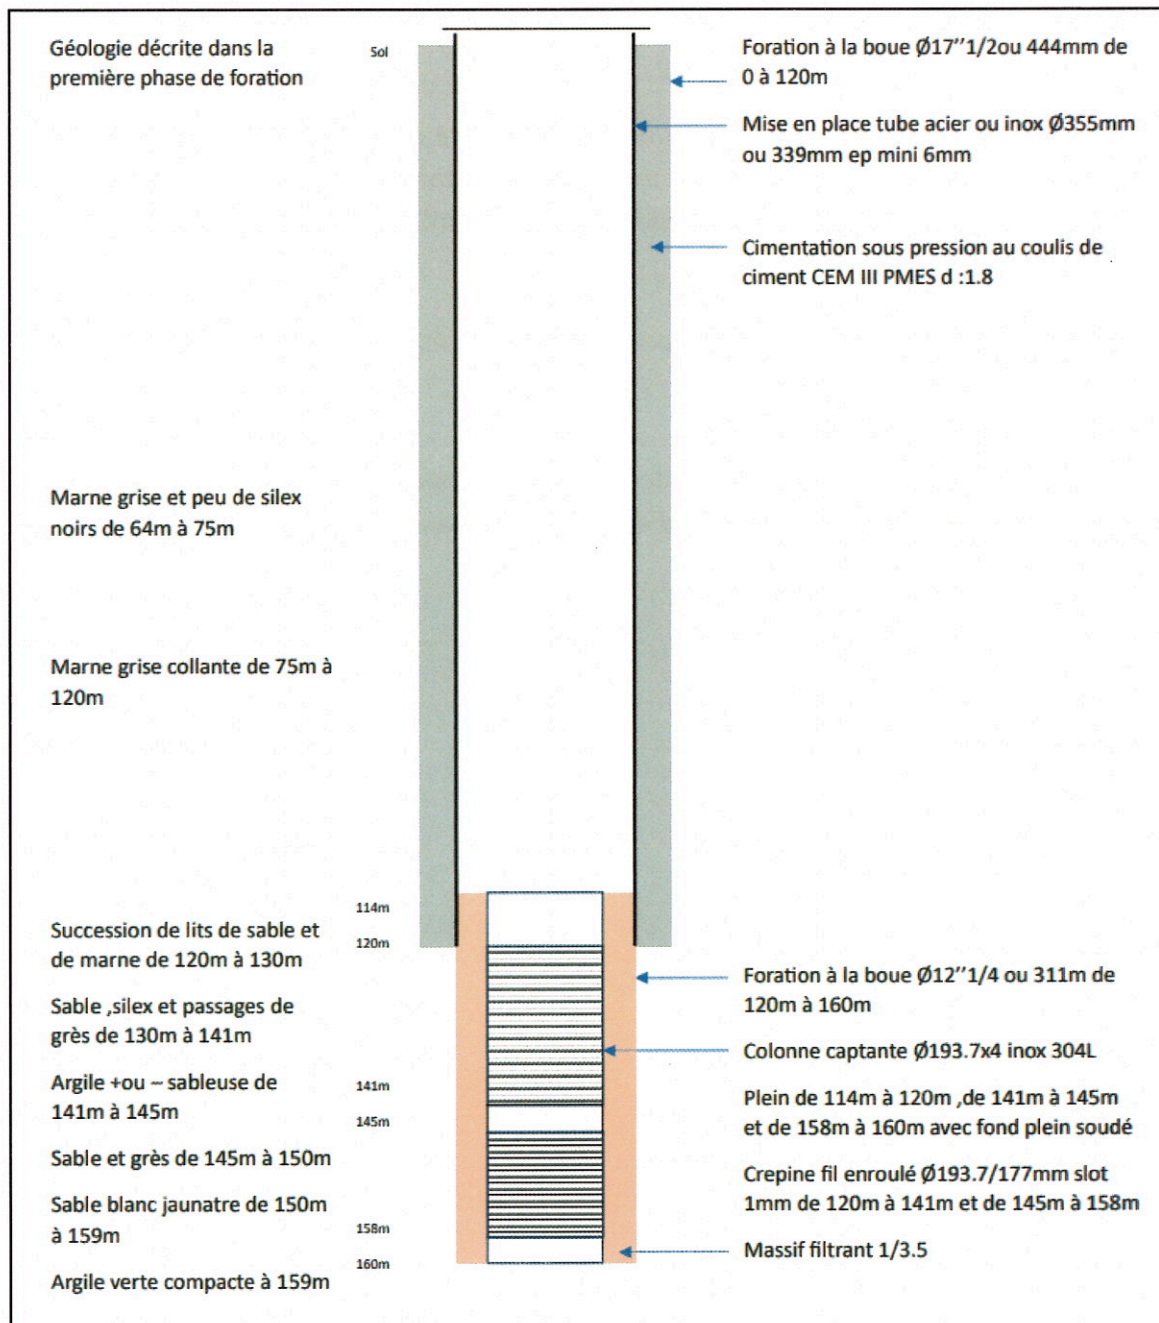 Géologie décrite dans la
première phase de foration
Sol
Foration à la boue Ø17’’1/2ou 444mm de
0 à 120m
Mise en place tube acier ou inox Ø355mm
ou 339mm ep mini 6mm
Cimentation sous pression au coulis de
ciment CEM III PMES d :1.8
Marne grise et peu de silex
noirs de 64m à 75m
Marne grise collante de 75m à
120m
114m
120m
Succession de lits de sable et
de marne de 120m à 130m
Sable ,silex et passages de
grès de 130m à 141m
Argile +ou – sableuse de
141m à 145m
Sable et grès de 145m à 150m
Sable blanc jaunatre de 150m
à 159m
Argile verte compacte à 159m
141m
145m
158m
160m
Foration à la boue Ø12’’1/4 ou 311m de
120m à 160m
Colonne captante Ø193.7x4 inox 304L
Plein de 114m à 120m ,de 141m à 145m
et de 158m à 160m avec fond plein soudé
Crepine fil enroulé Ø193.7/177mm slot
1mm de 120m à 141m et de 145m à 158m
Massif filtrant 1/3.5